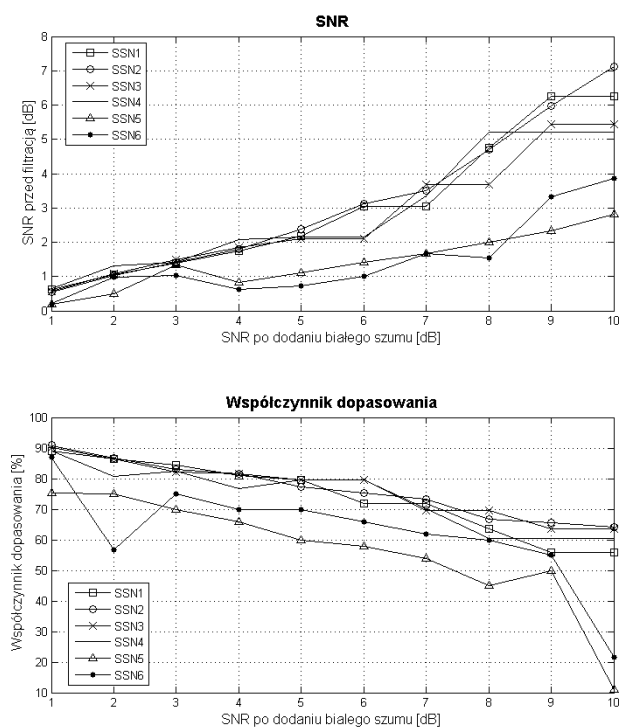 SNR
8
7
6
5
4
3
2
1
0
SNR przed filtracją [dB]
SSN1
SSN2
SSN3
SSN4
SSN5
SSN6
1 2 3 4 5 6 7 8 9 10
SNR po dodaniu białego szumu [dB]
Współczynnik dopasowania
100
90
80
70
60
50
40
30
20
10
Współczynnik dopasowania [%]
SSN1
SSN2
SSN3
SSN4
SSN5
SSN6
1 2 3 4 5 6 7 8 9 10
SNR po dodaniu białego szumu [dB]